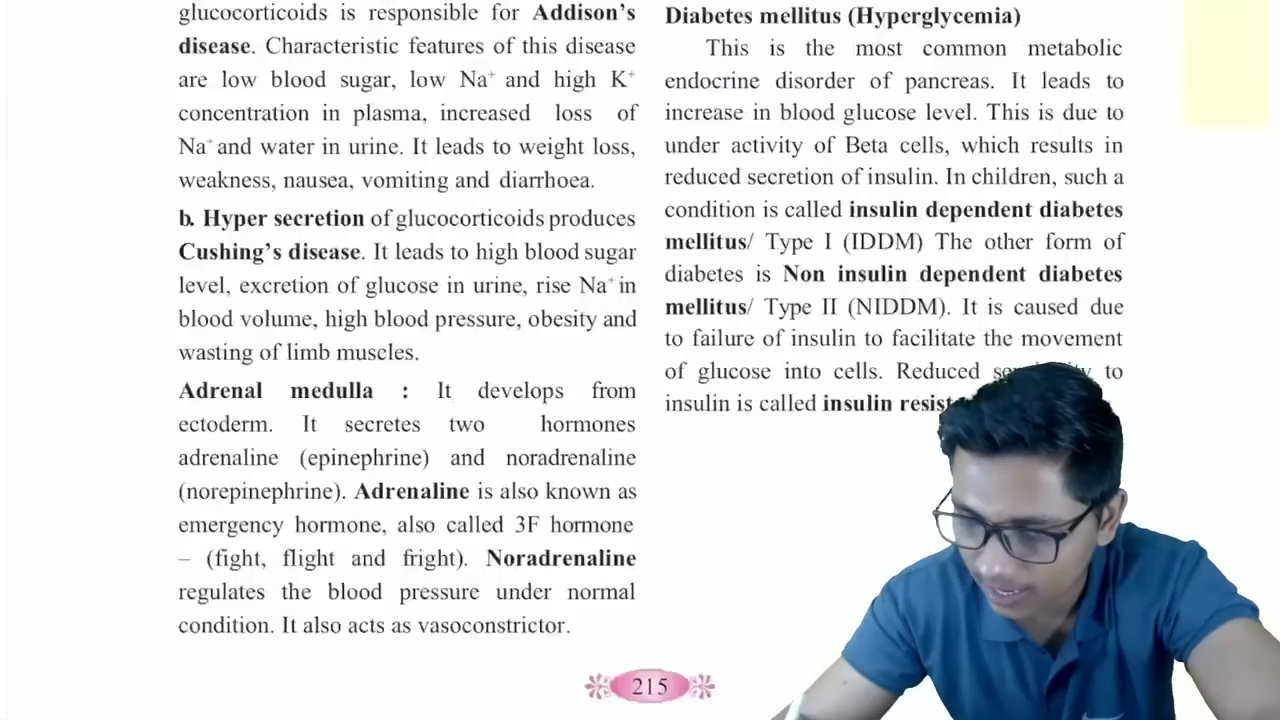 glucocorticoids is responsible for Addison's
disease. Characteristic features of this disease
are low blood sugar, low Na⁺ and high K⁺
concentration in plasma, increased loss of
Na⁺ and water in urine. It leads to weight loss,
weakness, nausea, vomiting and diarrhoea.
b. Hyper secretion of glucocorticoids produces
Cushing's disease. It leads to high blood sugar
level, excretion of glucose in urine, rise Na⁺ in
blood volume, high blood pressure, obesity and
wasting of limb muscles.
Adrenal medulla : It develops from
ectoderm. It secretes two hormones
adrenaline (epinephrine) and noradrenaline
(norepinephrine). Adrenaline is also known as
emergency hormone, also called 3F hormone
– (fight, flight and fright). Noradrenaline
regulates the blood pressure under normal
condition. It also acts as vasoconstrictor.
Diabetes mellitus (Hyperglycemia)
This is the most common metabolic
endocrine disorder of pancreas. It leads to
increase in blood glucose level. This is due to
under activity of Beta cells, which results in
reduced secretion of insulin. In children, such a
condition is called insulin dependent diabetes
mellitus/ Type I (IDDM) The other form of
diabetes is Non insulin dependent diabetes
mellitus/ Type II (NIDDM). It is caused due
to failure of insulin to facilitate the movement
of glucose into cells. Reduced to
insulin is called insulin
215